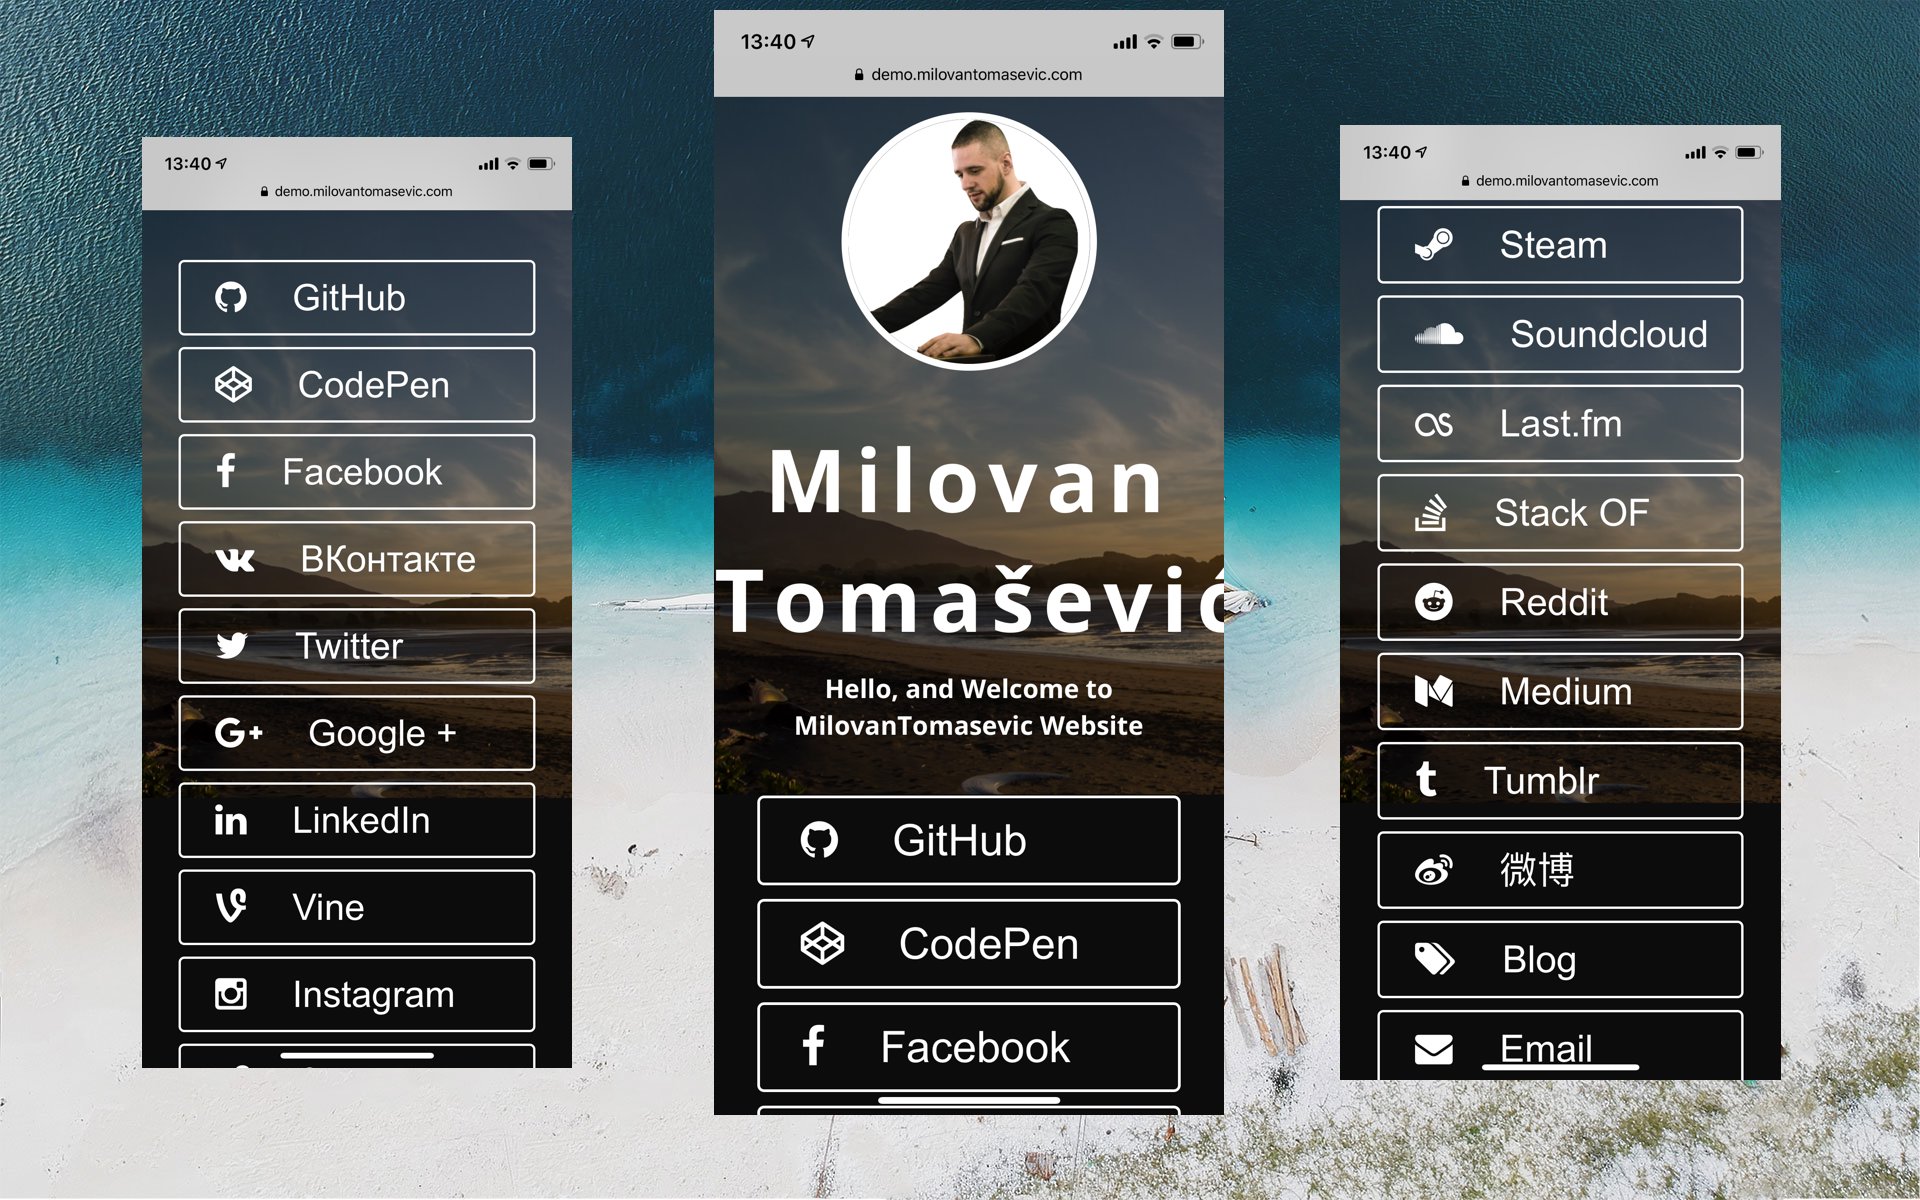 13:40
demo.milovantomasevic.com
GitHub
CodePen
Facebook
ВКонтакте
Twitter
Google +
LinkedIn
Vine
Instagram
13:40
demo.milovantomasevic.com
Milovan
Tomašević
Hello, and Welcome to
MilovanTomasevic Website
GitHub
CodePen
Facebook
13:40
demo.milovantomasevic.com
Steam
Soundcloud
Last.fm
Stack OF
Reddit
Medium
Tumblr
微博
Blog
Email